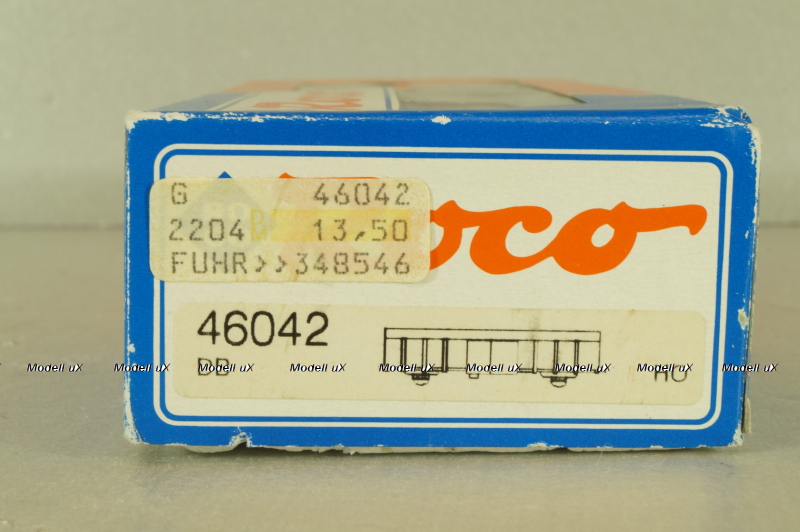 G 46042
2204 13,50
FUHR>>348546
Roco
46042
DB
HO
Modell uX Modell uX Modell uX Modell uX Modell uX Modell uX Modell uX Modell uX